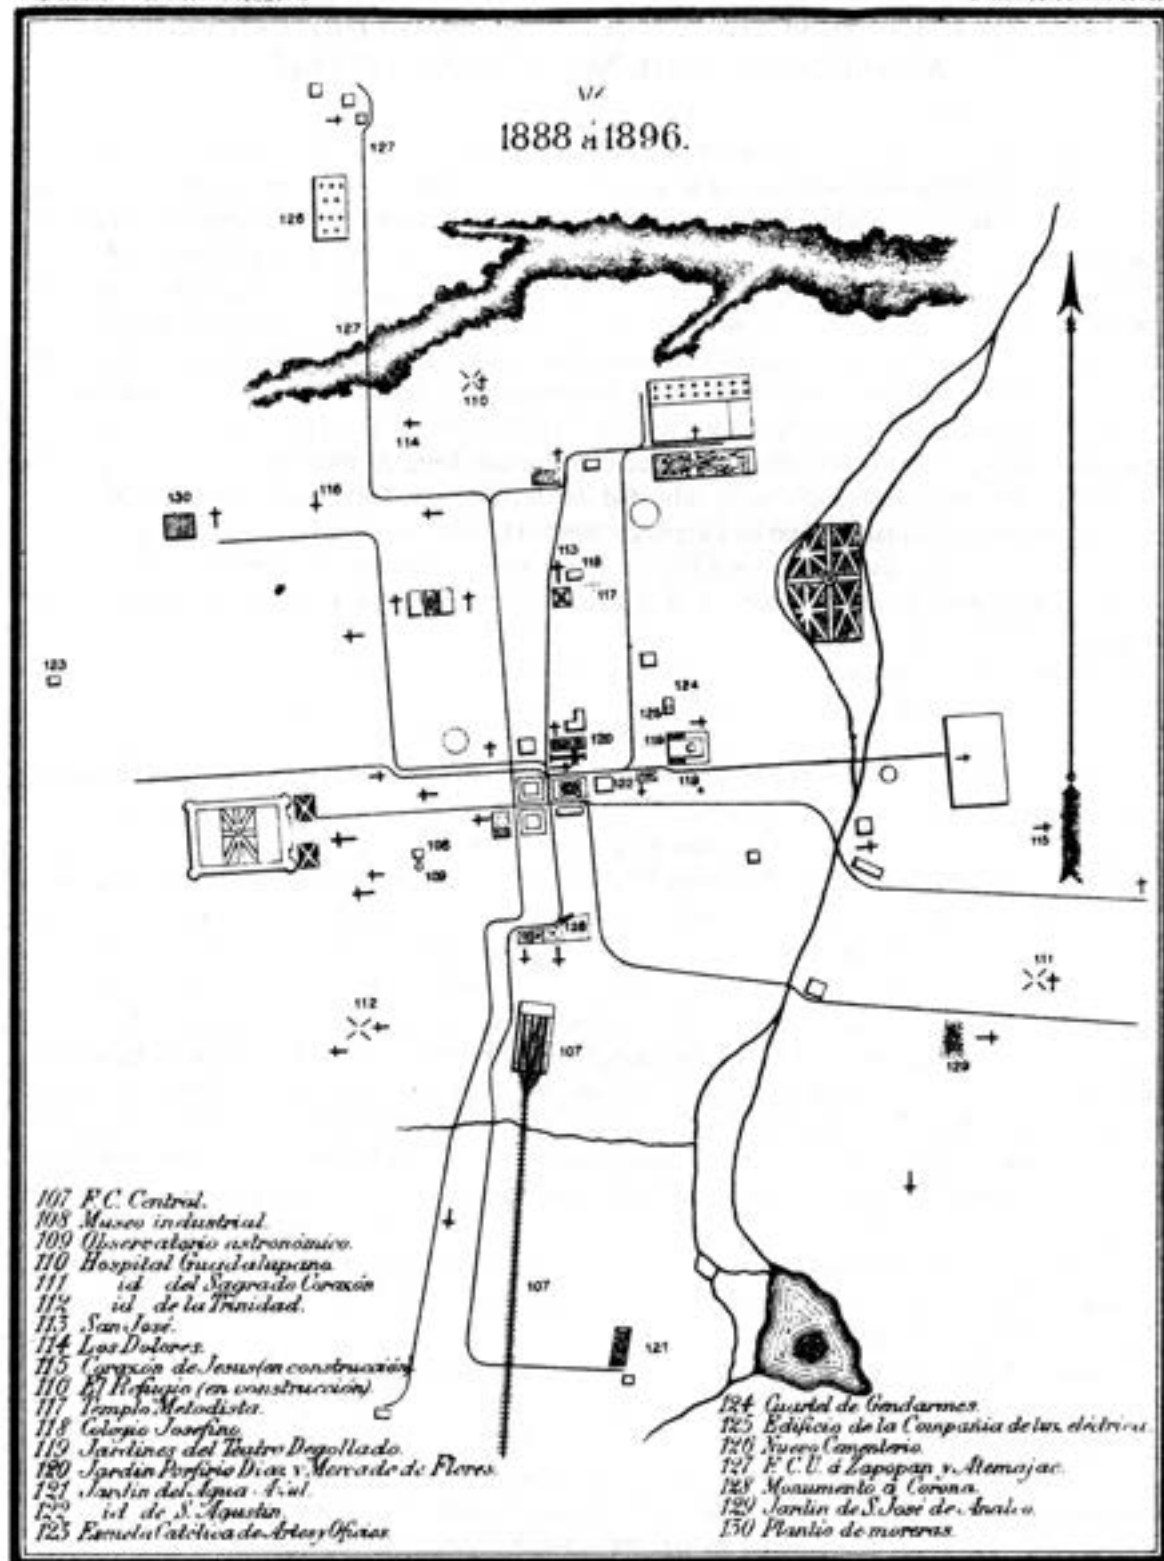 1888 á 1896.
127
126
127
110
114
116
130
113
118
117
123
124
125
120
119
122
119
108
109
115
128
111
112
107
129
107
121
107 F.C. Central.
108 Museo industrial.
109 Observatorio astronómico.
110 Hospital Guadalupano
111 id del Sagrado Corazón
112 id de la Trinidad.
113 San José.
114 Los Dolores.
115 Corazón de Jesus (en construcción)
116 El Refugio (en construcción)
117 Templo Metodista.
118 Colegio Josefino
119 Jardines del Teatro Degollado.
120 Jardin Porfirio Diaz y Mercado de Flores.
121 Jardin del Agua Azul
122 id de S. Agustin
123 Escuela Católica de Artes y Oficios.
124 Cuartel de Gendarmes.
125 Edificio de la Compañia de luz eléctrica.
126 Nuevo Cementerio.
127 F.C.U. á Zapopan y Atemajac.
128 Monumento á Corona.
129 Jardin de S. José de Analco.
130 Plantio de moreras.